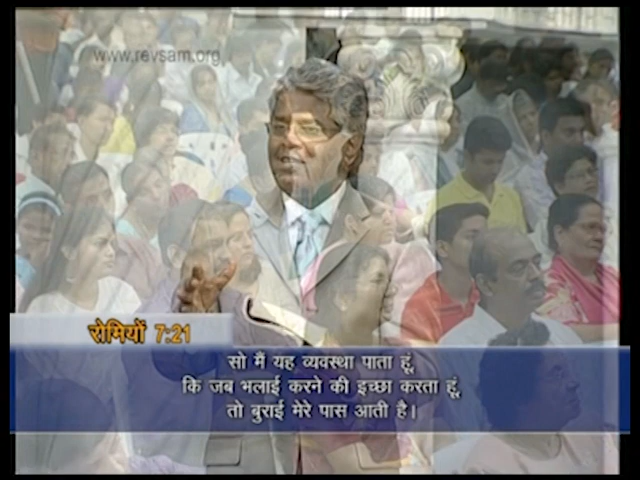 www.revsam.org
रोमियों 7:21
सो मैं यह व्यवस्था पाता हूं,
कि जब भलाई करने की इच्छा करता हूं,
तो बुराई मेरे पास आती है।